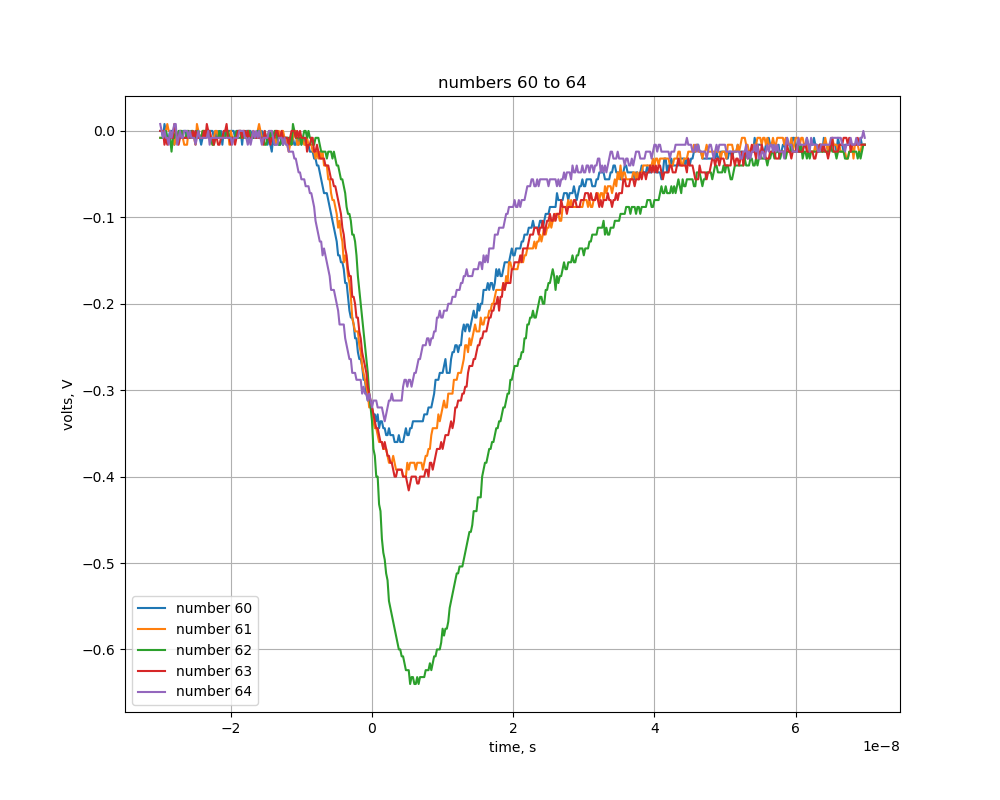 numbers 60 to 64
0.0
−0.1
−0.2
−0.3
−0.4
−0.5
−0.6
volts, V
number 60
number 61
number 62
number 63
number 64
−2
0
2
4
6
time, s
1e−8